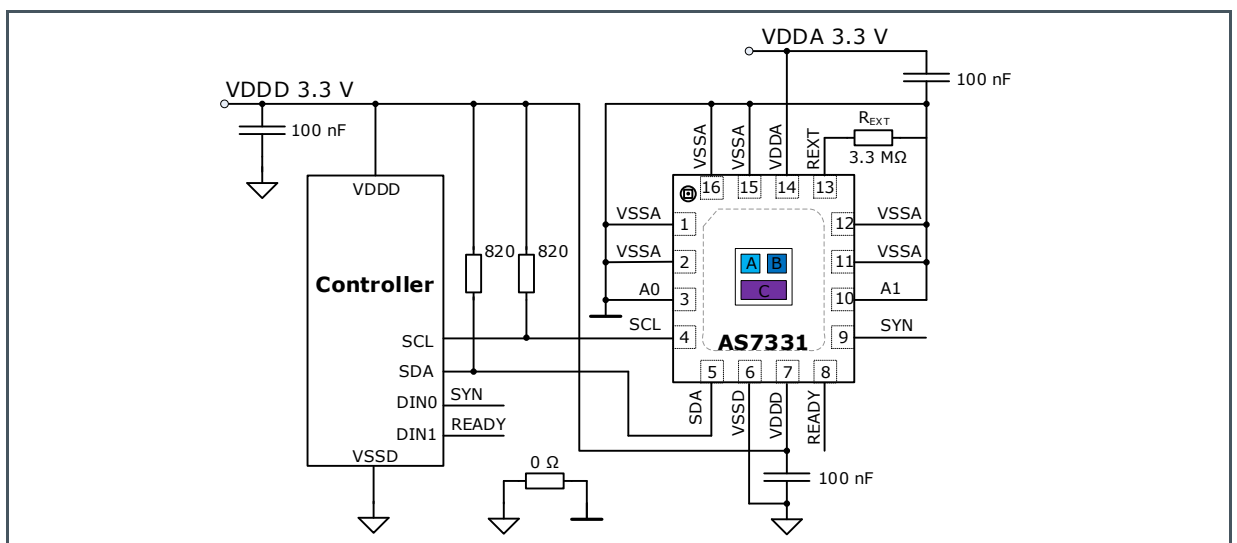 VDDA 3.3 V
100 nF
VDDD 3.3 V
100 nF
VSSA
VSSA
VDDA
REXT
REXT
3.3 MΩ
VDDD
16
15
14
13
VSSA
1
12
VSSA
820
820
VSSA
2
A
B
11
VSSA
Controller
A0
3
C
10
A1
SCL
SCL
4
AS7331
9
SYN
SDA
5
6
7
8
DIN0
SYN
SDA
VSSD
VDDD
READY
DIN1
READY
VSSD
0 Ω
100 nF